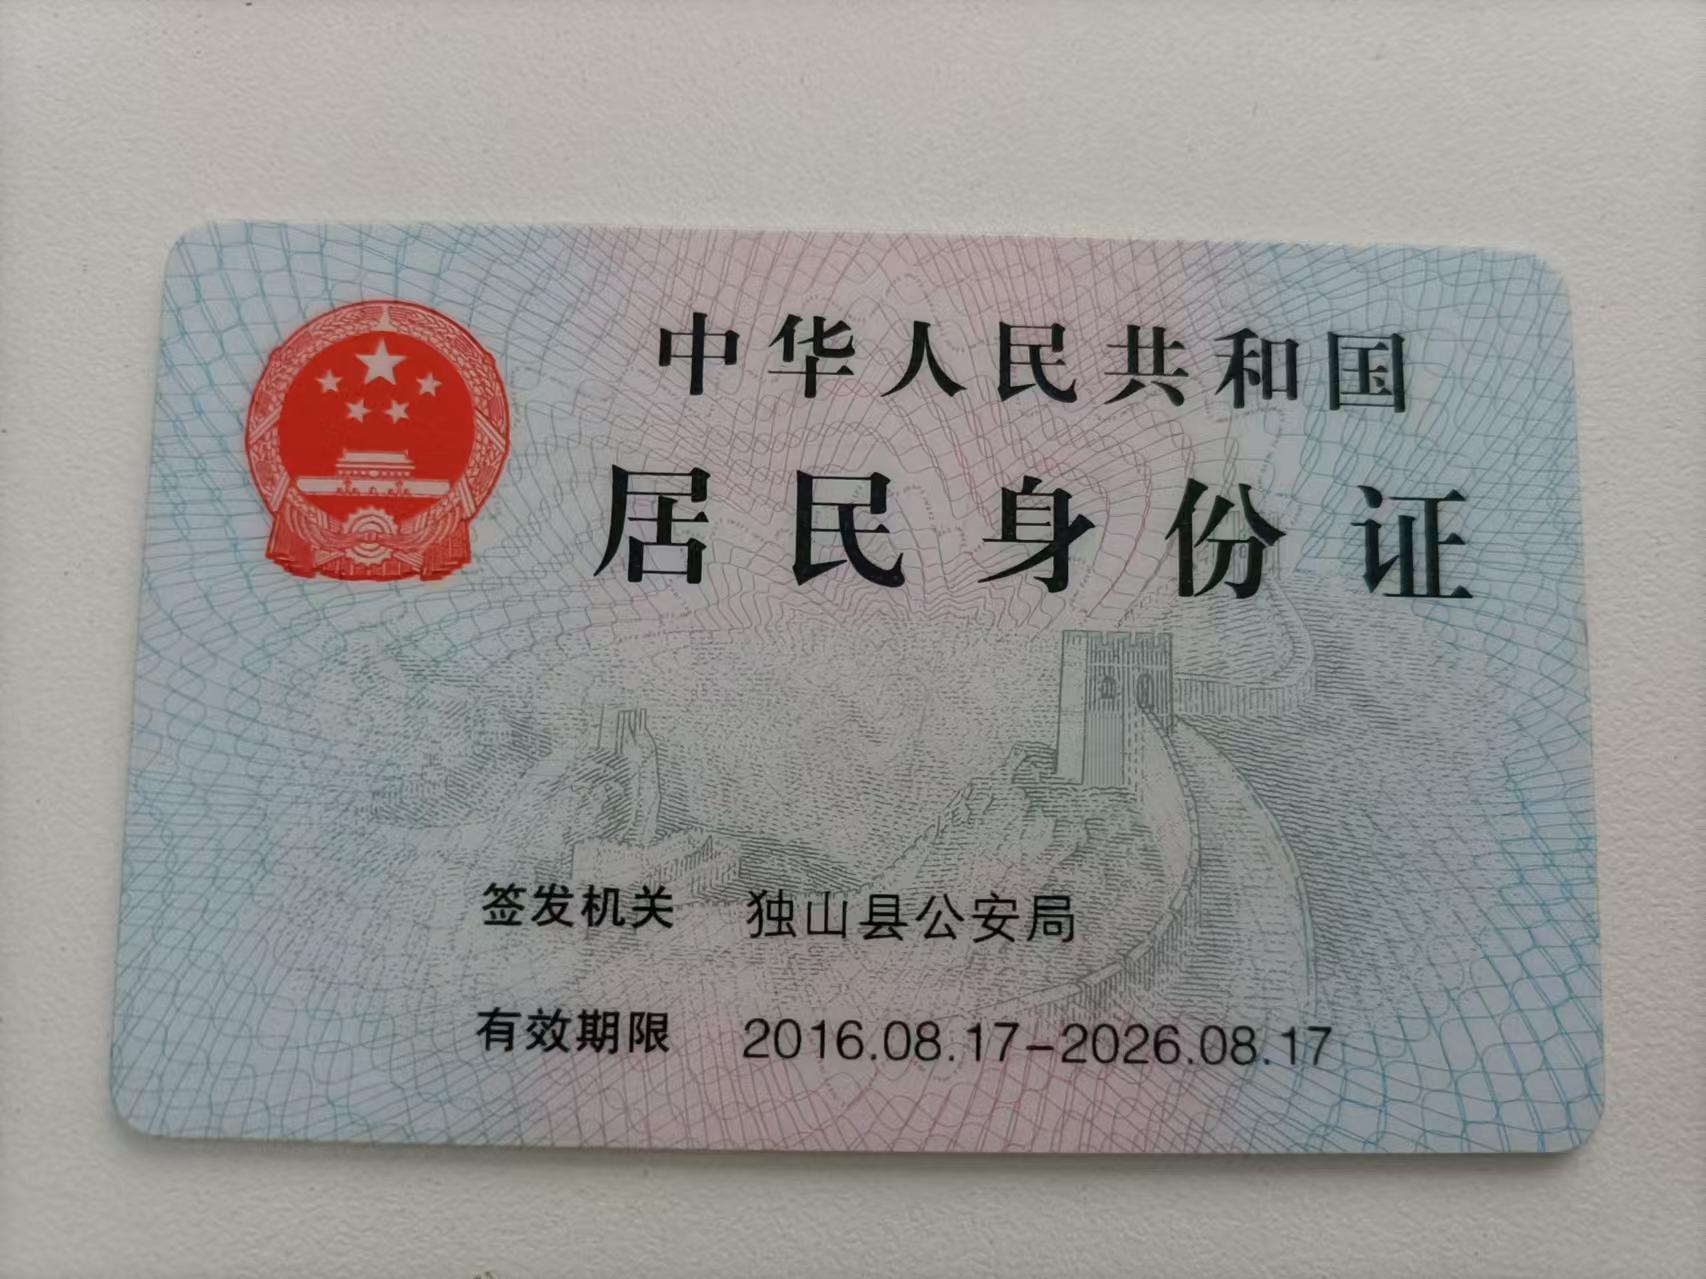 中华人民共和国
居民身份证
签发机关 独山县公安局
有效期限 2016.08.17-2026.08.17